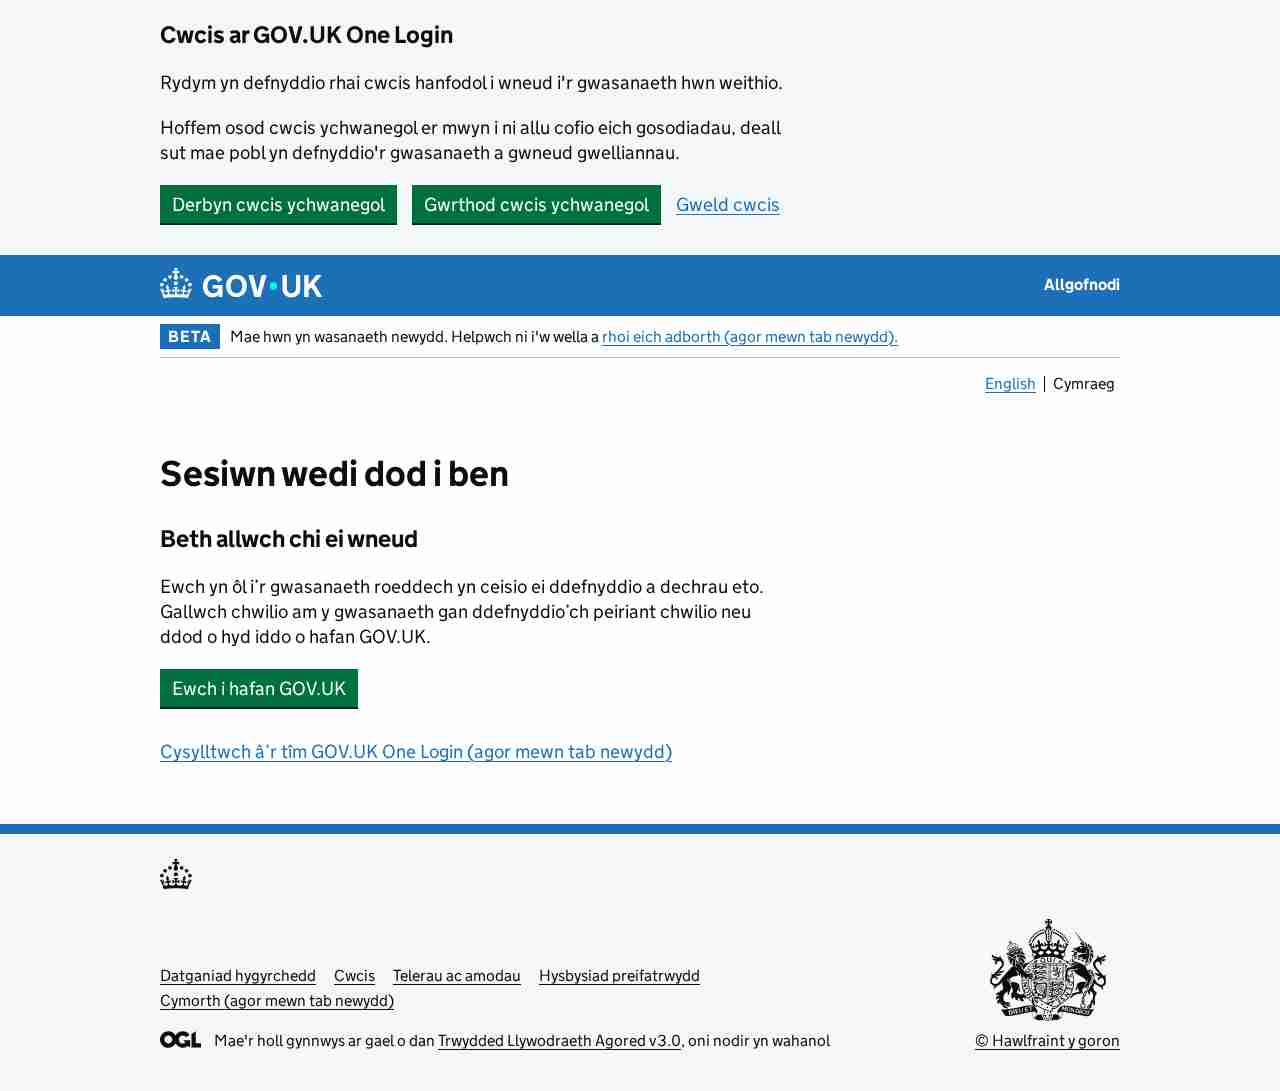 Cwcis ar GOV.UK One Login
Rydym yn defnyddio rhai cwcis hanfodol i wneud i'r gwasanaeth hwn weithio.
Hoffem osod cwcis ychwanegol er mwyn i ni allu cofio eich gosodiadau, deall
sut mae pobl yn defnyddio'r gwasanaeth a gwneud gwelliannau.
Derbyn cwcis ychwanegol Gwrthod cwcis ychwanegol Gweld cwcis
GOV·UK Allgofnodi
BETA Mae hwn yn wasanaeth newydd. Helpwch ni i'w wella a rhoi eich adborth (agor mewn tab newydd).
English Cymraeg
Sesiwn wedi dod i ben
Beth allwch chi ei wneud
Ewch yn ôl i’r gwasanaeth roeddech yn ceisio ei ddefnyddio a dechrau eto.
Gallwch chwilio am y gwasanaeth gan ddefnyddio’ch peiriant chwilio neu
ddod o hyd iddo o hafan GOV.UK.
Ewch i hafan GOV.UK
Cysylltwch â’r tîm GOV.UK One Login (agor mewn tab newydd)
Datganiad hygyrchedd Cwcis Telerau ac amodau Hysbysiad preifatrwydd
Cymorth (agor mewn tab newydd)
OGL Mae'r holl gynnwys ar gael o dan Trwydded Llywodraeth Agored v3.0, oni nodir yn wahanol
© Hawlfraint y goron